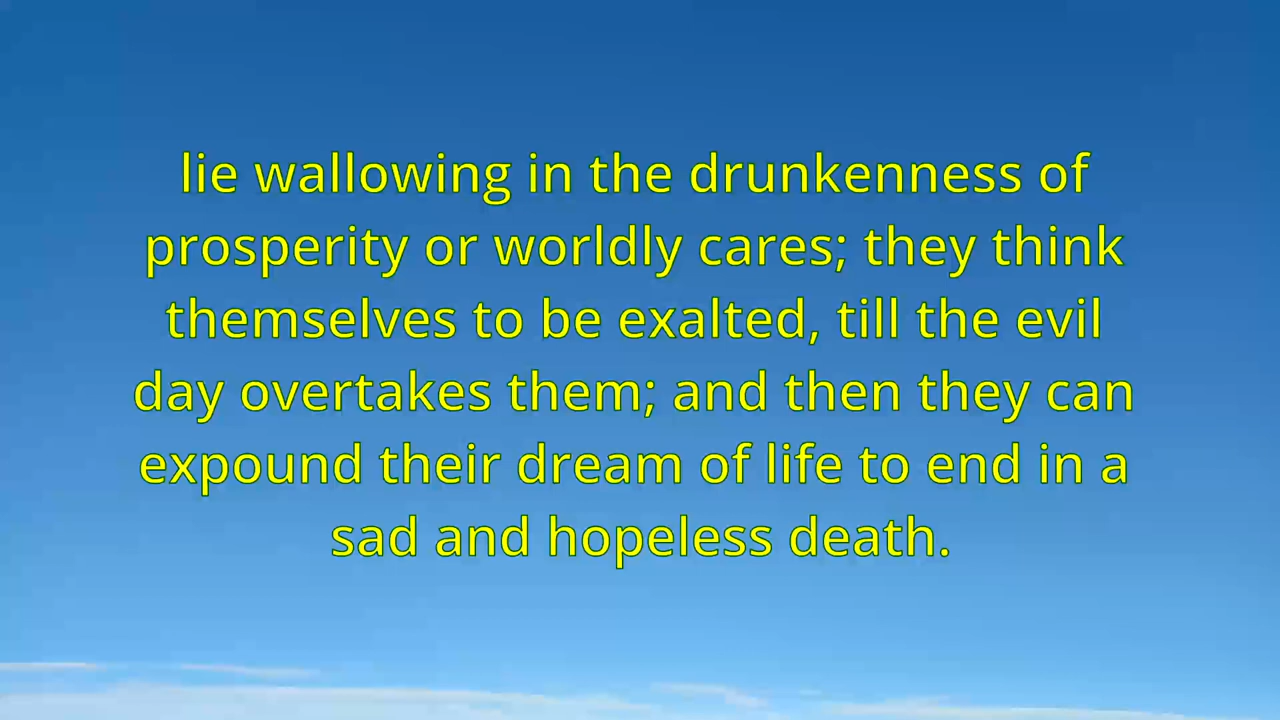 lie wallowing in the drunkenness of
prosperity or worldly cares; they think
themselves to be exalted, till the evil
day overtakes them; and then they can
expound their dream of life to end in a
sad and hopeless death.